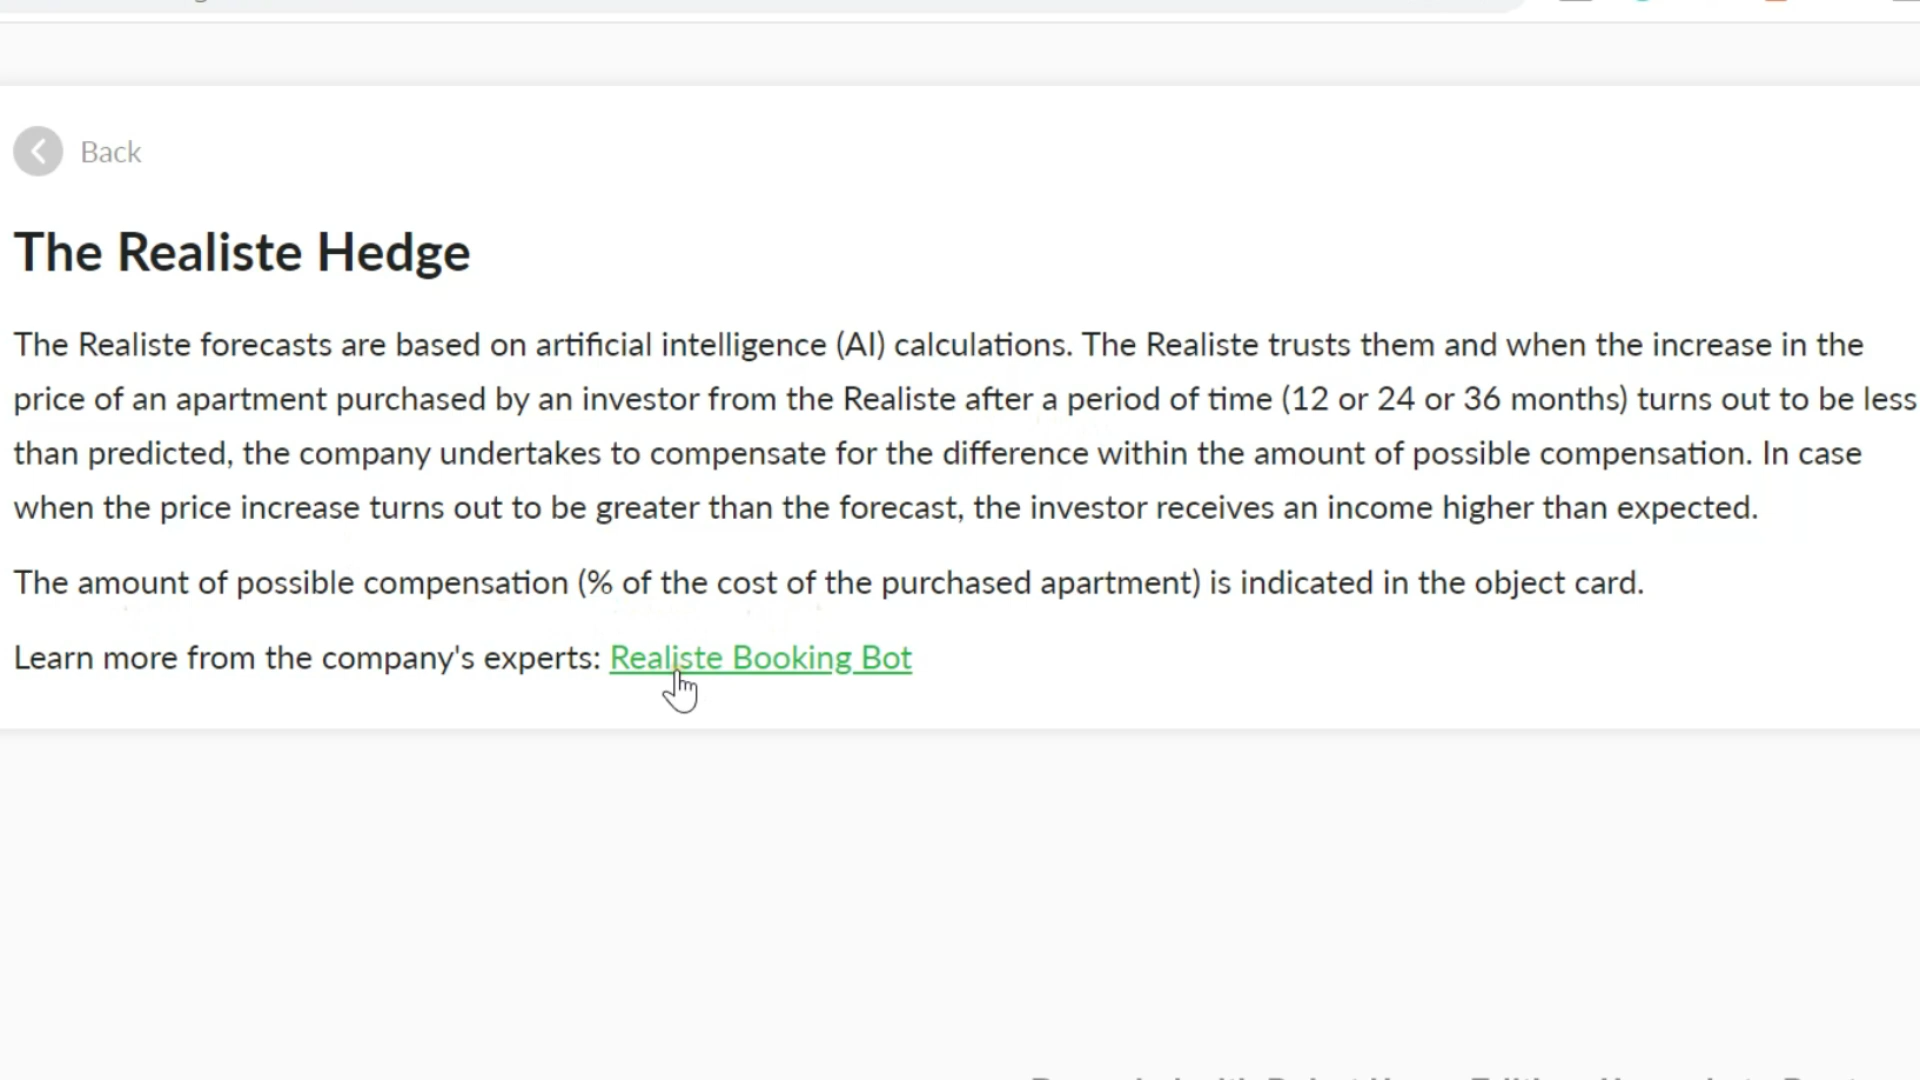 Back
The Realiste Hedge
The Realiste forecasts are based on artificial intelligence (AI) calculations. The Realiste trusts them and when the increase in the
price of an apartment purchased by an investor from the Realiste after a period of time (12 or 24 or 36 months) turns out to be less
than predicted, the company undertakes to compensate for the difference within the amount of possible compensation. In case
when the price increase turns out to be greater than the forecast, the investor receives an income higher than expected.
The amount of possible compensation (% of the cost of the purchased apartment) is indicated in the object card.
Learn more from the company's experts: Realiste Booking Bot